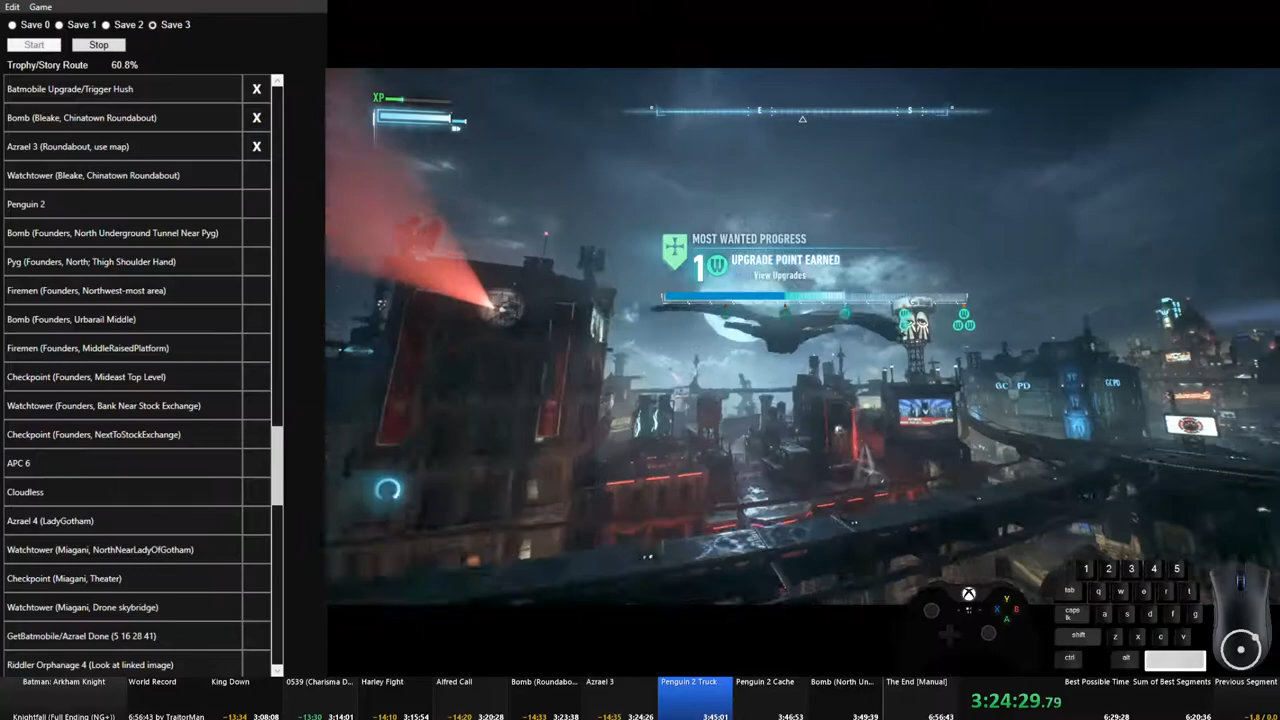 Edit Game
Save 0 Save 1 Save 2 Save 3
Start Stop
Trophy/Story Route 60.8%
Batmobile Upgrade/Trigger Hush X
Bomb (Bleake, Chinatown Roundabout) X
Azrael 3 (Roundabout, use map) X
Watchtower (Bleake, Chinatown Roundabout)
Penguin 2
Bomb (Founders, North Underground Tunnel Near Pyg)
Pyg (Founders, North; Thigh Shoulder Hand)
Firemen (Founders, Northwest-most area)
Bomb (Founders, Urbarail Middle)
Firemen (Founders, MiddleRaisedPlatform)
Checkpoint (Founders, Mideast Top Level)
Watchtower (Founders, Bank Near Stock Exchange)
Checkpoint (Founders, NextToStockExchange)
APC 6
Cloudless
Azrael 4 (LadyGotham)
Watchtower (Miagani, NorthNearLadyOfGotham)
Checkpoint (Miagani, Theater)
Watchtower (Miagani, Drone skybridge)
GetBatmobile/Azrael Done (5 16 28 41)
Riddler Orphanage 4 (Look at linked image)
XP
E S
MOST WANTED PROGRESS
1 W UPGRADE POINT EARNED
View Upgrades
GCPD GCPD
1 2 3 4 5
tab q w e r t
caps lk a s d f g
shift z x c v
ctrl alt
Y
X B
A
Batman: Arkham Knight World Record King Down 0539 (Charisma D... Harley Fight Alfred Call Bomb (Roundabo... Azrael 3 Penguin 2 Truck Penguin 2 Cache Bomb (North Un... The End [Manual] 3:24:29.79 Best Possible Time Sum of Best Segments Previous Segment
Knightfall (Full Ending (NG+)) 6:56:43 by TraitorMan -13:34 3:08:08 -13:30 3:14:01 -14:10 3:15:54 -14:20 3:20:28 -14:33 3:23:38 -14:35 3:24:26 3:45:01 3:46:53 3:49:39 6:56:43 6:29:28 6:20:36 -1.8 / 0.0